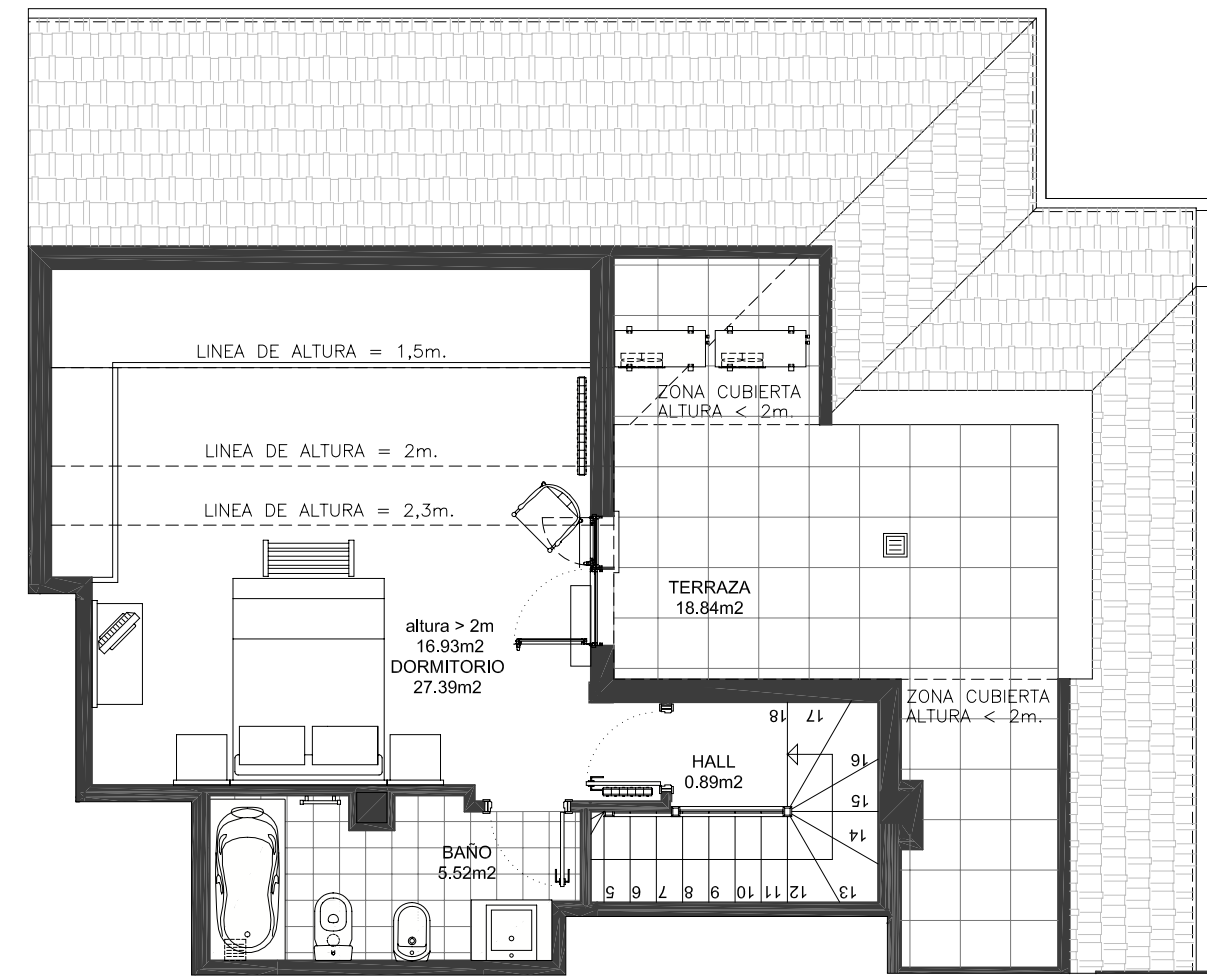 LINEA DE ALTURA = 1,5m.
ZONA CUBIERTA
ALTURA < 2m.
LINEA DE ALTURA = 2m.
LINEA DE ALTURA = 2,3m.
TERRAZA
18.84m2
altura > 2m
16.93m2
DORMITORIO
27.39m2
ZONA CUBIERTA
ALTURA < 2m.
18
17
HALL
0.89m2
16
15
14
BAÑO
5.52m2
5
6
7
8
9
10
11
12
13